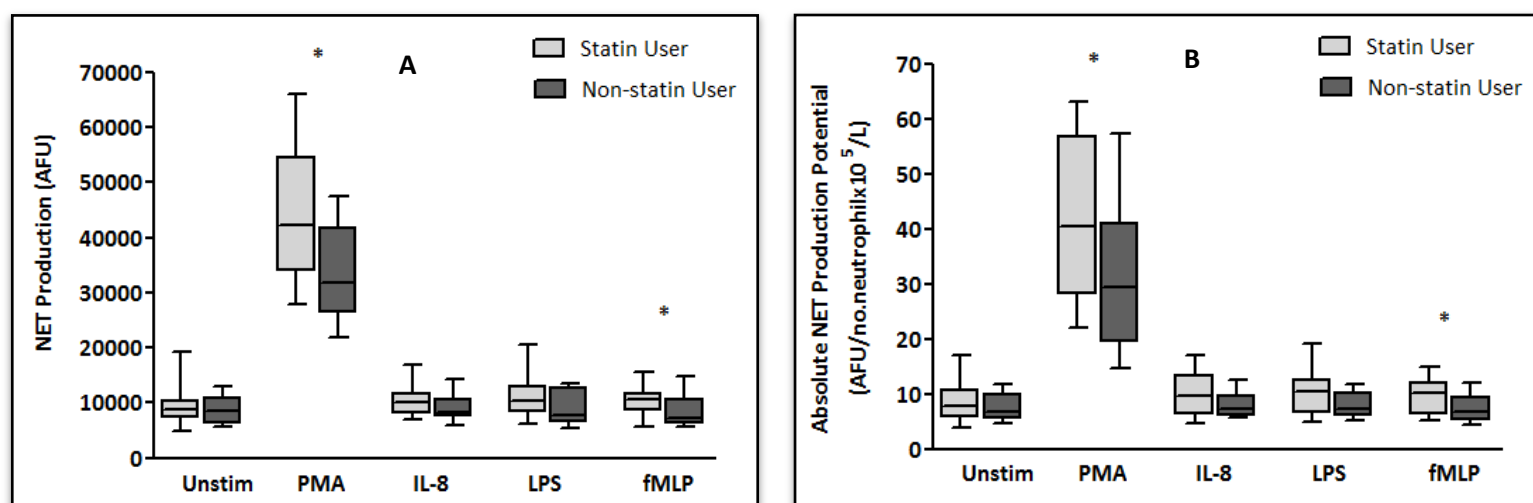 A
Statin User
Non-statin User
*
*
NET Production (AFU)
70000
60000
50000
40000
30000
20000
10000
0
Unstim PMA IL-8 LPS fMLP
B
Statin User
Non-statin User
*
*
Absolute NET Production Potential
(AFU/no.neutrophilx10 5/L)
70
60
50
40
30
20
10
0
Unstim PMA IL-8 LPS fMLP